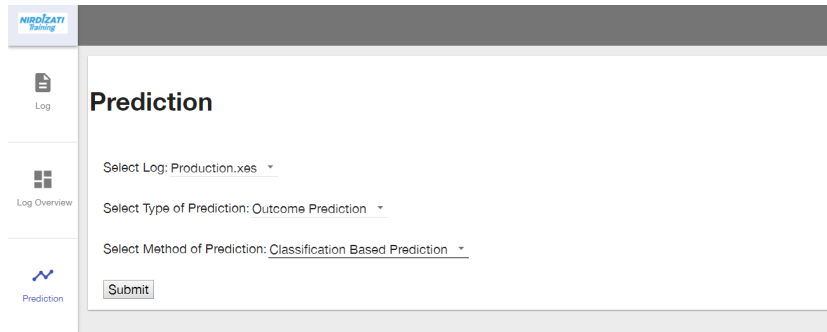 NIRDIZATI
Training
Log
Log Overview
Prediction
Prediction
Select Log: Production.xes
Select Type of Prediction: Outcome Prediction
Select Method of Prediction: Classification Based Prediction
Submit